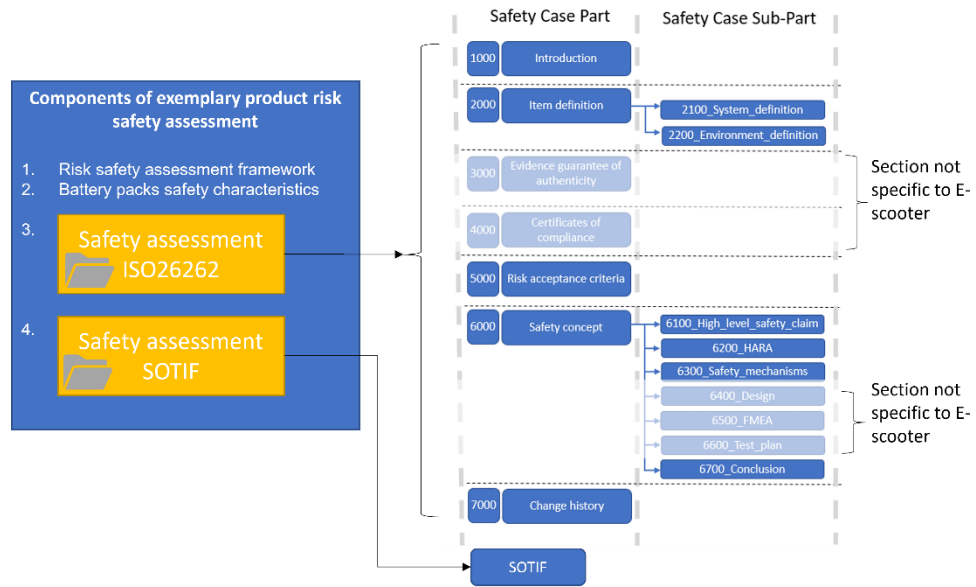 Safety Case Part
Safety Case Sub-Part
Components of exemplary product risk
safety assessment
1. Risk safety assessment framework
2. Battery packs safety characteristics
3.
Safety assessment
ISO26262
4.
Safety assessment
SOTIF
1000
Introduction
2000
Item definition
2100_System_definition
2200_Environment_definition
3000
Evidence guarantee of
authenticity
4000
Certificates of
compliance
Section not
specific to E-
scooter
5000
Risk acceptance criteria
6000
Safety concept
6100_High_level_safety_claim
6200_HARA
6300_Safety_mechanisms
6400_Design
6500_FMEA
6600_Test_plan
6700_Conclusion
Section not
specific to E-
scooter
7000
Change history
SOTIF